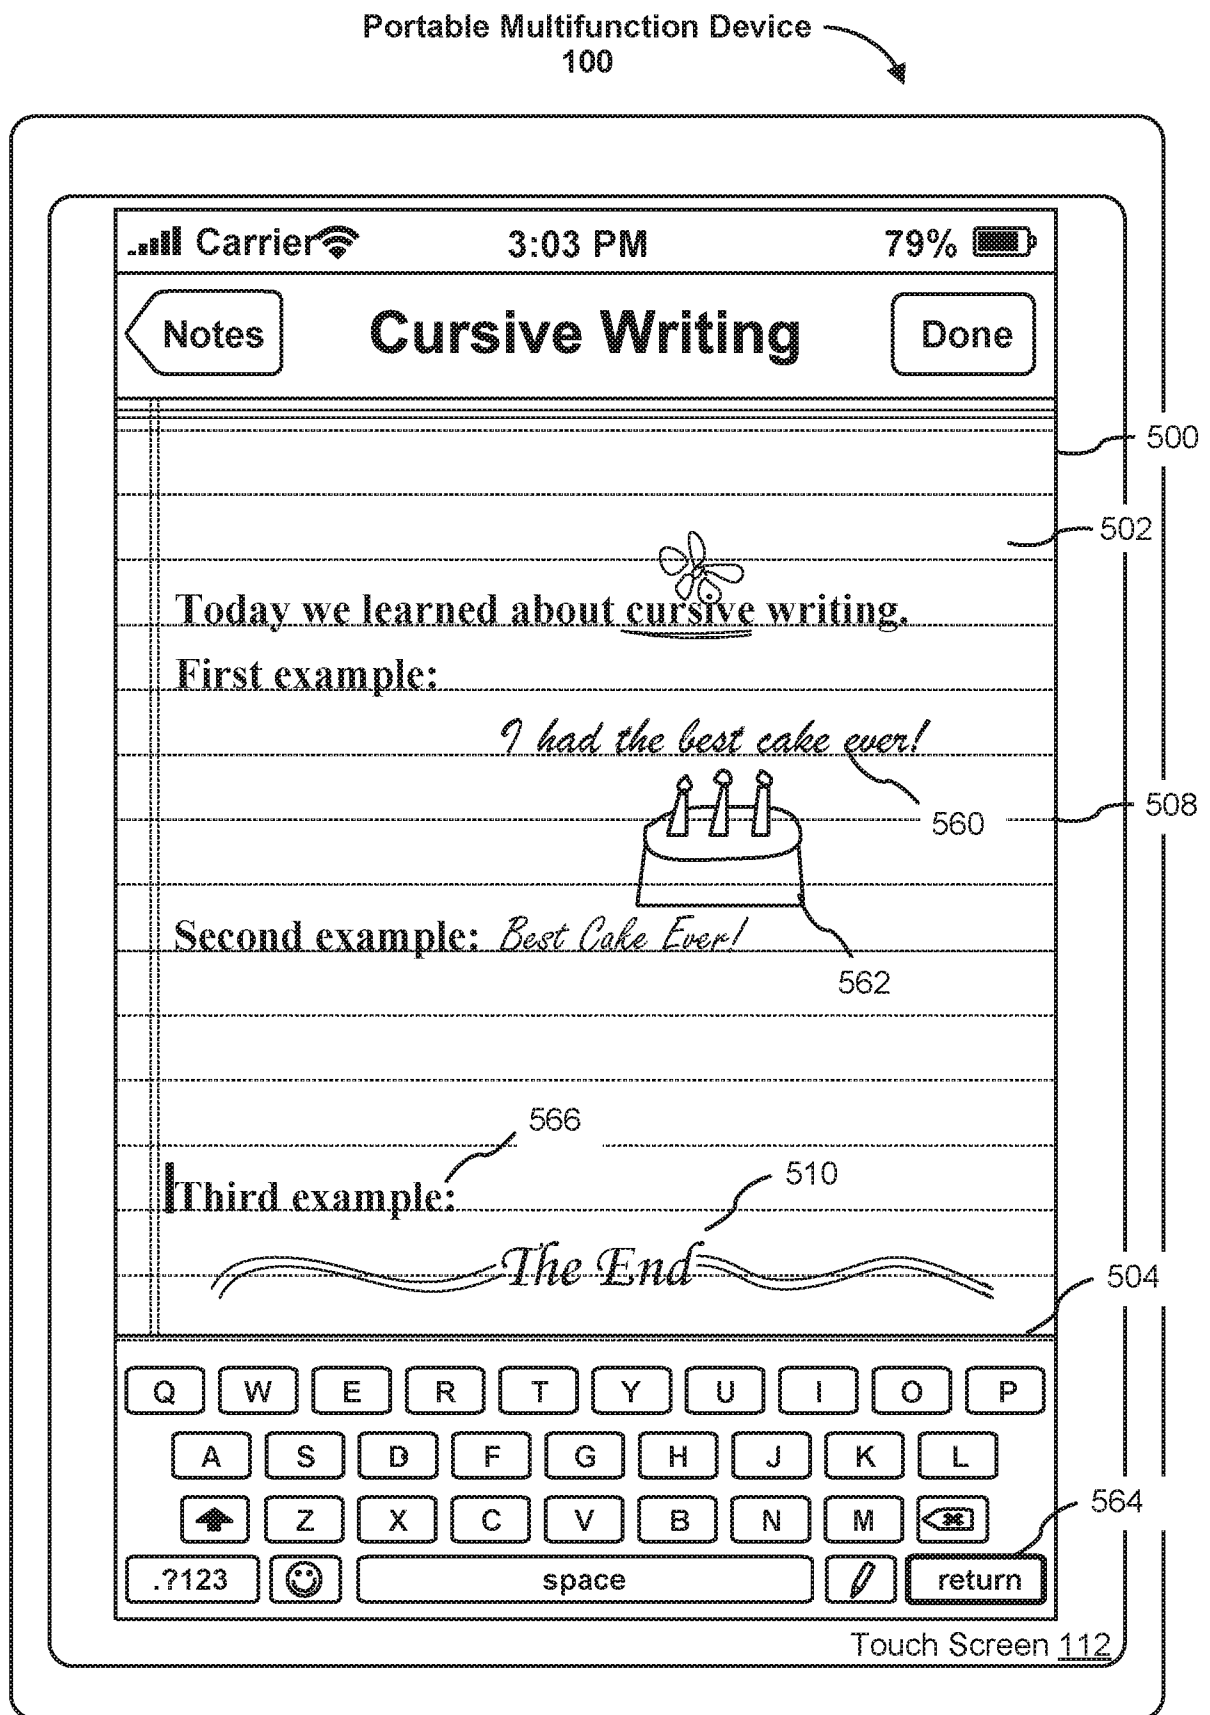 Portable Multifunction Device
100
Carrier 3:03 PM 79%
Notes Cursive Writing Done
500
502
Today we learned about cursive writing.
First example:
I had the best cake ever!
560
508
Second example: Best Cake Ever!
562
566
Third example:
510
The End
504
Q W E R T Y U I O P
A S D F G H J K L
Z X C V B N M
564
.?123 space return
Touch Screen 112